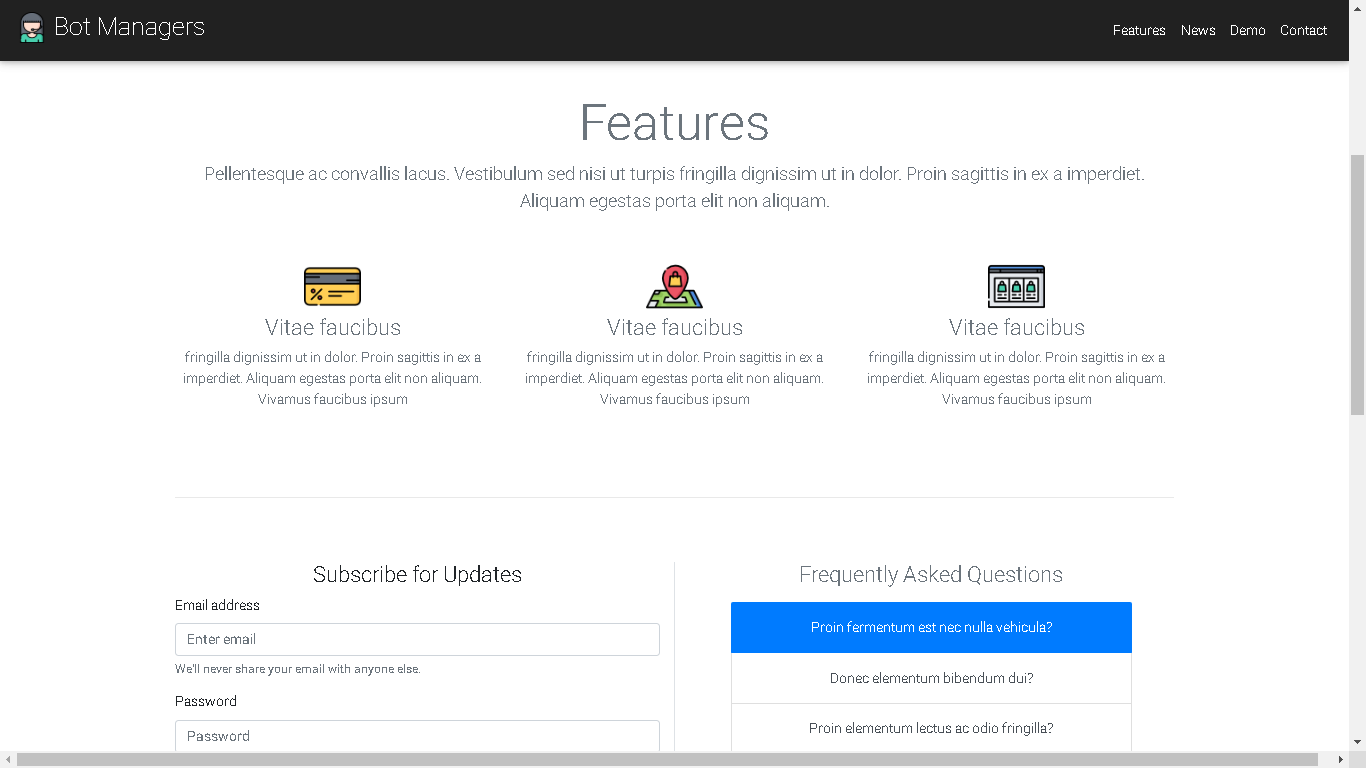 Bot Managers
Features News Demo Contact
Features
Pellentesque ac convallis lacus. Vestibulum sed nisi ut turpis fringilla dignissim ut in dolor. Proin sagittis in ex a imperdiet.
Aliquam egestas porta elit non aliquam.
Vitae faucibus
fringilla dignissim ut in dolor. Proin sagittis in ex a
imperdiet. Aliquam egestas porta elit non aliquam.
Vivamus faucibus ipsum
Vitae faucibus
fringilla dignissim ut in dolor. Proin sagittis in ex a
imperdiet. Aliquam egestas porta elit non aliquam.
Vivamus faucibus ipsum
Vitae faucibus
fringilla dignissim ut in dolor. Proin sagittis in ex a
imperdiet. Aliquam egestas porta elit non aliquam.
Vivamus faucibus ipsum
Subscribe for Updates
Email address
Enter email
We'll never share your email with anyone else.
Password
Password
Frequently Asked Questions
Proin fermentum est nec nulla vehicula?
Donec elementum bibendum dui?
Proin elementum lectus ac odio fringilla?